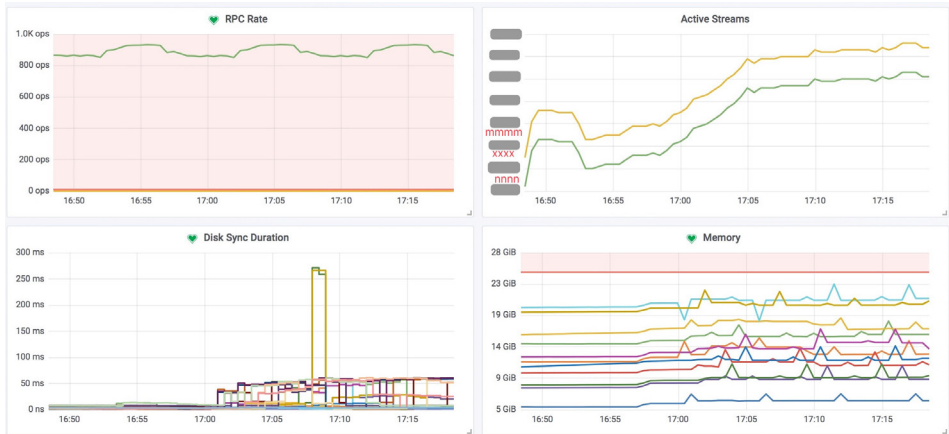 RPC Rate
1.0K ops
800 ops
600 ops
400 ops
200 ops
0 ops
16:50 16:55 17:00 17:05 17:10 17:15
Active Streams
mmmm
xxxx
nnnn
16:50 16:55 17:00 17:05 17:10 17:15
Disk Sync Duration
300 ms
250 ms
200 ms
150 ms
100 ms
50 ms
0 ms
16:50 16:55 17:00 17:05 17:10 17:15
Memory
28 GiB
23 GiB
19 GiB
14 GiB
9 GiB
5 GiB
16:50 16:55 17:00 17:05 17:10 17:15